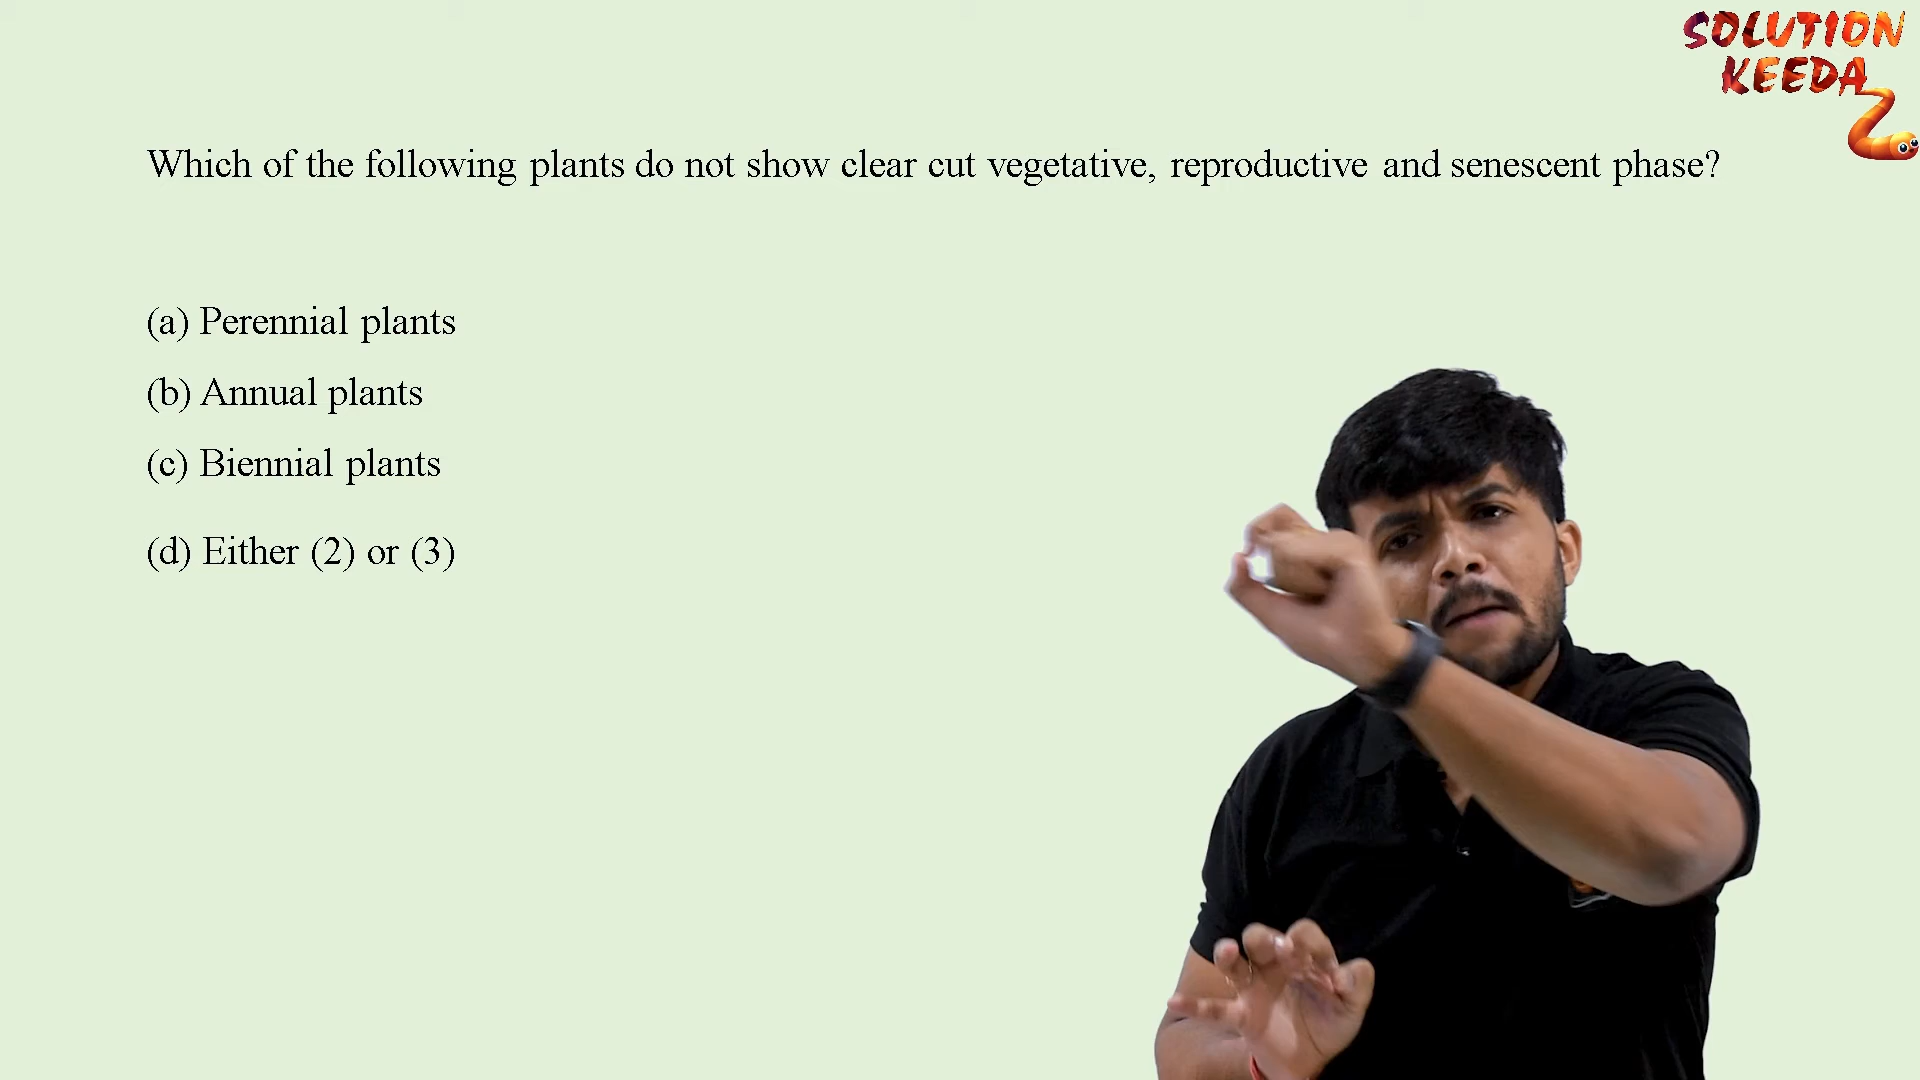 SOLUTION
KEEDA
Which of the following plants do not show clear cut vegetative, reproductive and senescent phase?
(a) Perennial plants
(b) Annual plants
(c) Biennial plants
(d) Either (2) or (3)